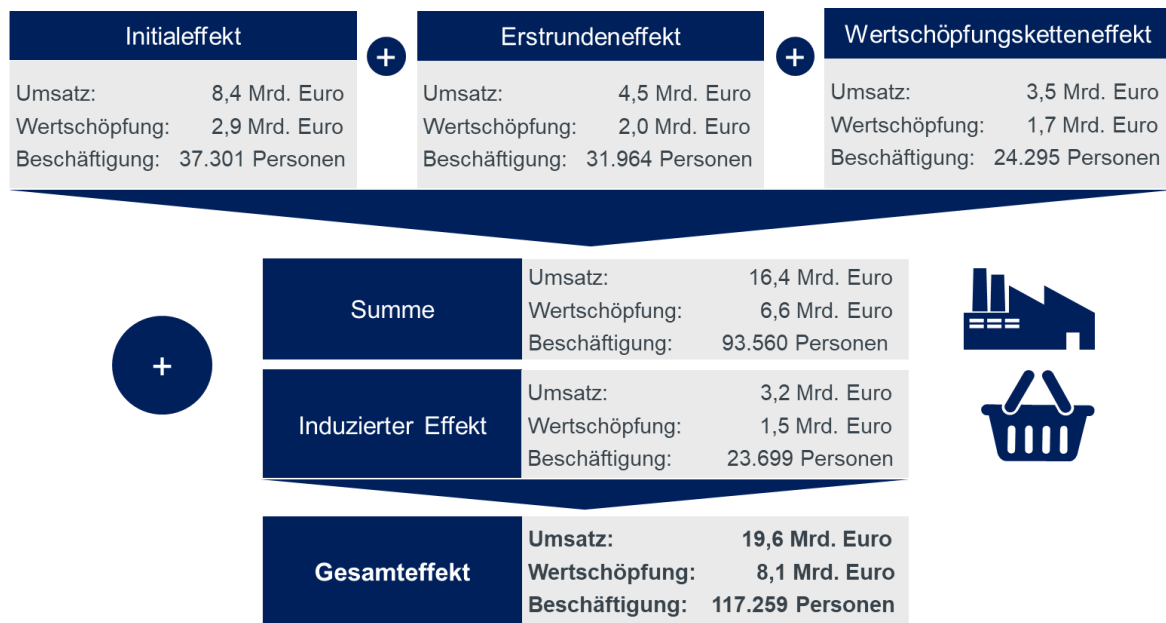 Initialeffekt
+
Erstrundeneffekt
+
Wertschöpfungsketteneffekt
Umsatz: 8,4 Mrd. Euro
Wertschöpfung: 2,9 Mrd. Euro
Beschäftigung: 37.301 Personen
Umsatz: 4,5 Mrd. Euro
Wertschöpfung: 2,0 Mrd. Euro
Beschäftigung: 31.964 Personen
Umsatz: 3,5 Mrd. Euro
Wertschöpfung: 1,7 Mrd. Euro
Beschäftigung: 24.295 Personen
+
Summe
Umsatz: 16,4 Mrd. Euro
Wertschöpfung: 6,6 Mrd. Euro
Beschäftigung: 93.560 Personen
Induzierter Effekt
Umsatz: 3,2 Mrd. Euro
Wertschöpfung: 1,5 Mrd. Euro
Beschäftigung: 23.699 Personen
Gesamteffekt
Umsatz: 19,6 Mrd. Euro
Wertschöpfung: 8,1 Mrd. Euro
Beschäftigung: 117.259 Personen